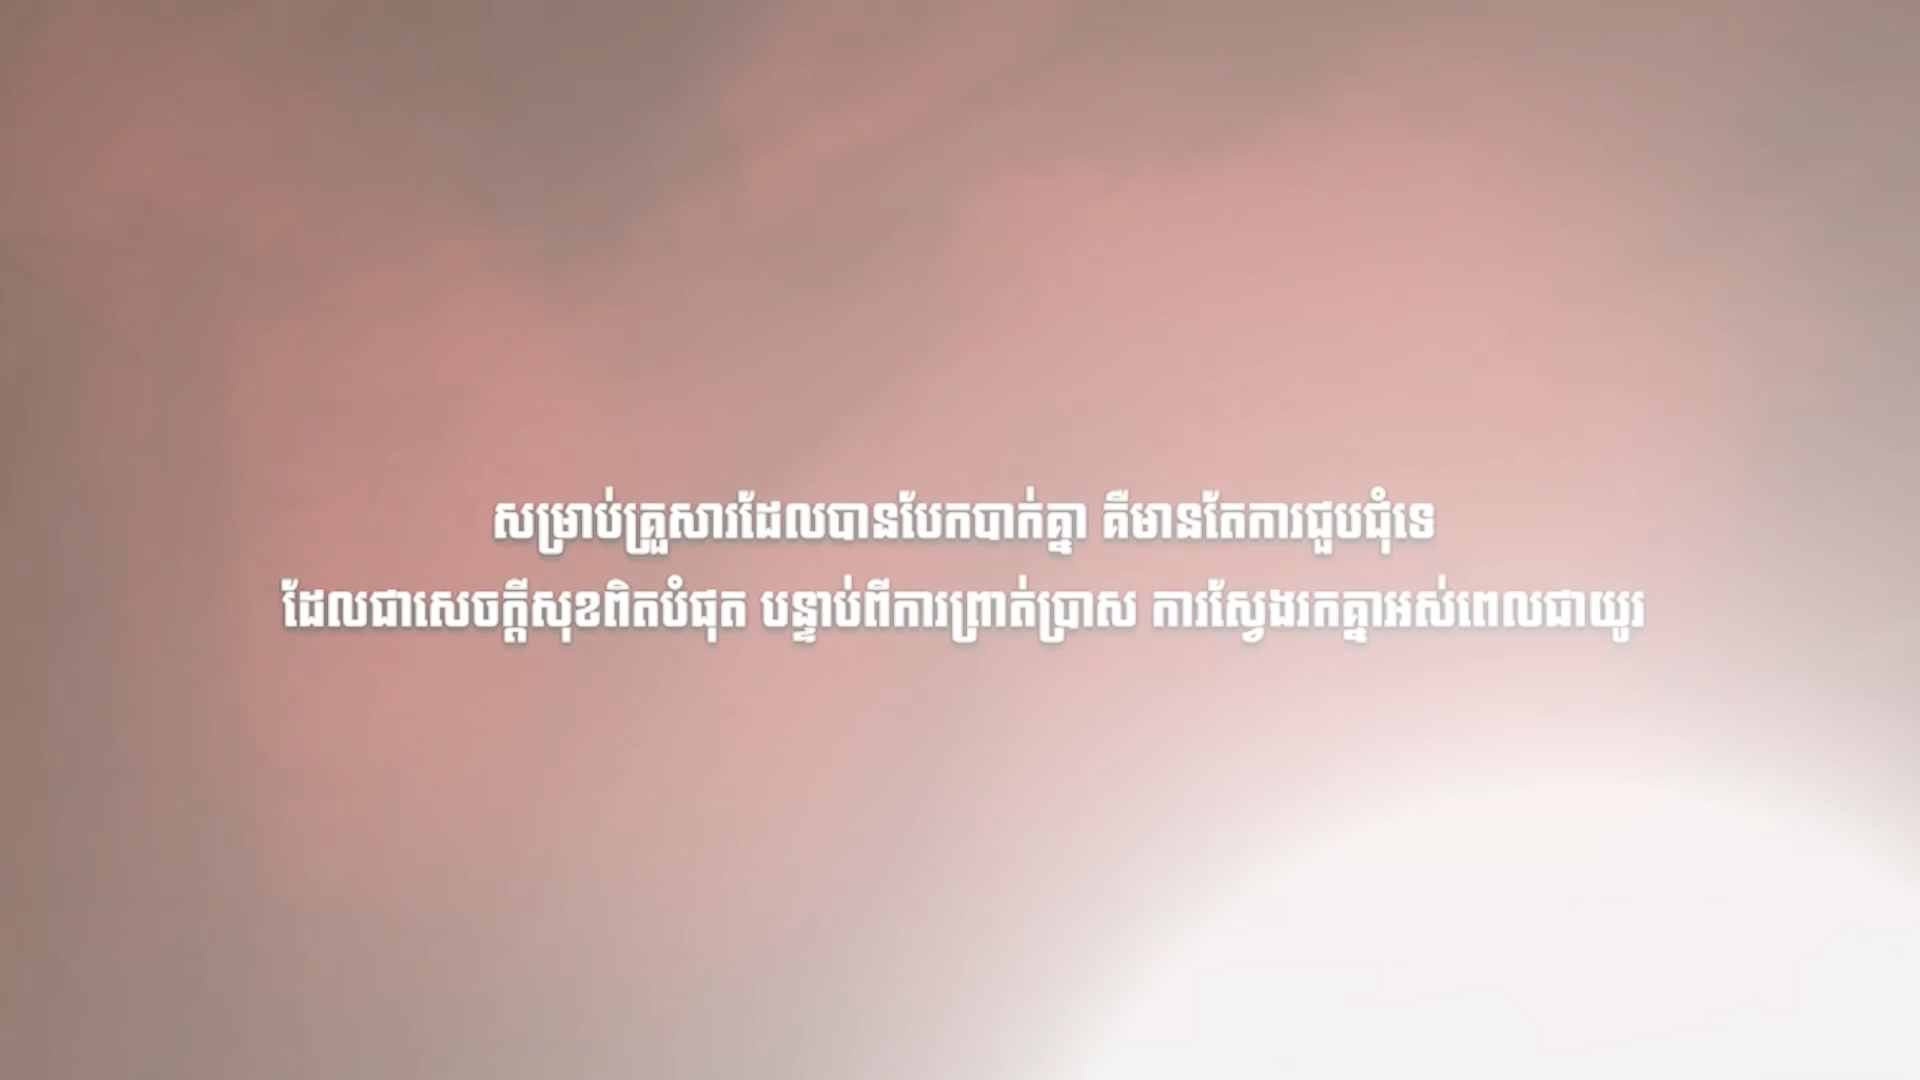 សម្រាប់គ្រួសារដែលបានបែកបាក់គ្នា គឺមានតែការជួបជុំទេ
ដែលជាសេចក្តីសុខពិតបំផុត បន្ទាប់ពីការព្រាត់ប្រាស ការស្វែងរកគ្នាអស់ពេលជាយូរ